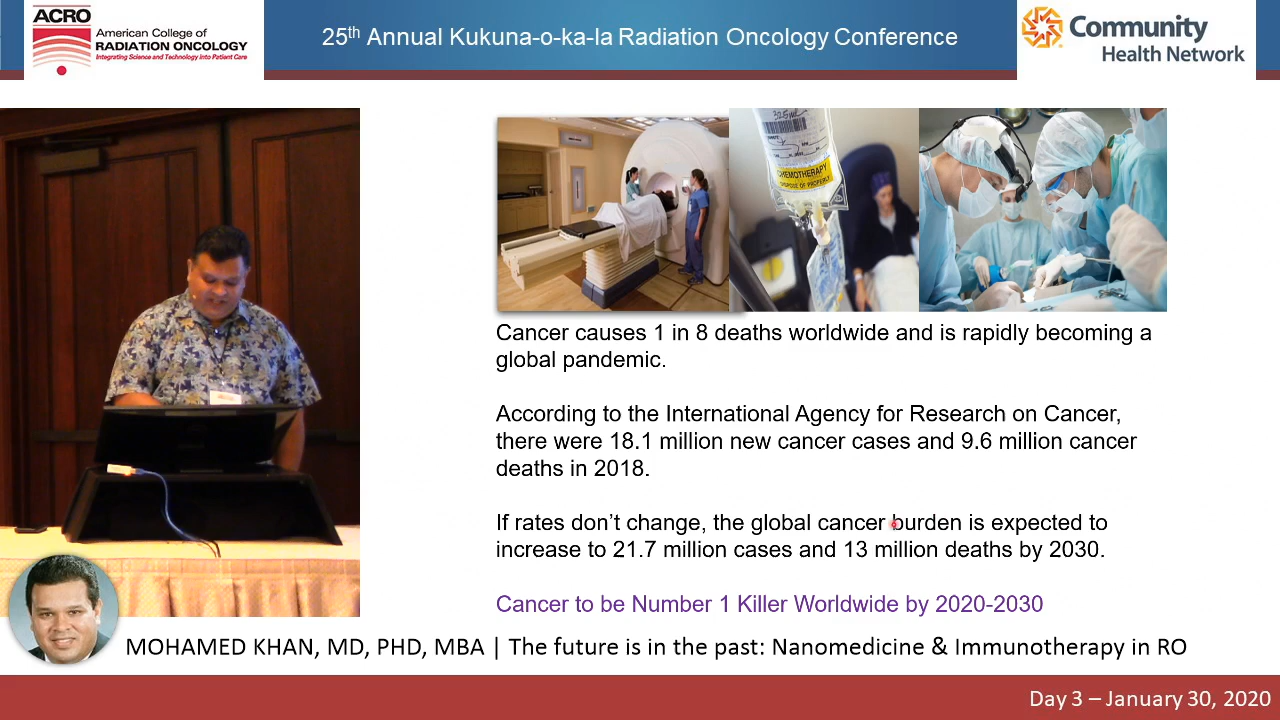 ACRO
American College of
RADIATION ONCOLOGY
Integrating Science and Technology Into Patient Care
25th Annual Kukuna-o-ka-la Radiation Oncology Conference
Community
Health Network
325mL
CHEMOTHERAPY
DISPOSE OF PROPERLY
Cancer causes 1 in 8 deaths worldwide and is rapidly becoming a
global pandemic.
According to the International Agency for Research on Cancer,
there were 18.1 million new cancer cases and 9.6 million cancer
deaths in 2018.
If rates don’t change, the global cancer burden is expected to
increase to 21.7 million cases and 13 million deaths by 2030.
Cancer to be Number 1 Killer Worldwide by 2020-2030
MOHAMED KHAN, MD, PHD, MBA | The future is in the past: Nanomedicine & Immunotherapy in RO
Day 3 – January 30, 2020